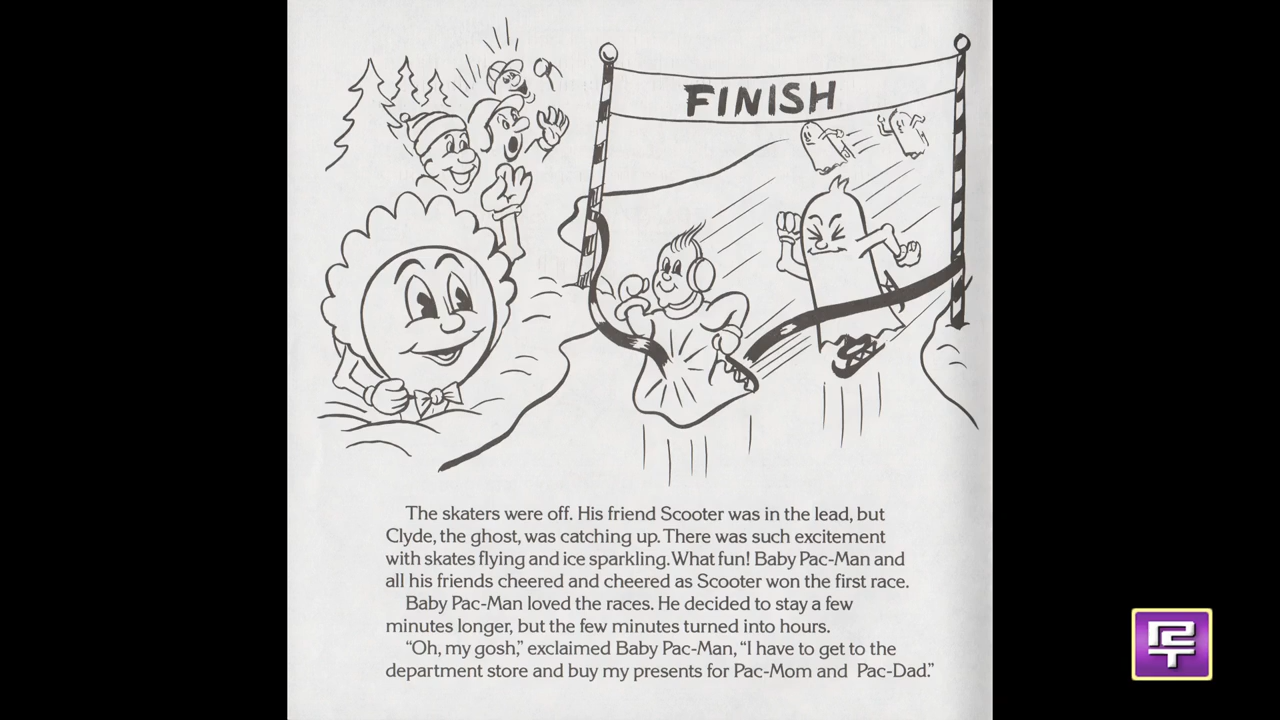 FINISH
The skaters were off. His friend Scooter was in the lead, but
Clyde, the ghost, was catching up. There was such excitement
with skates flying and ice sparkling. What fun! Baby Pac-Man and
all his friends cheered and cheered as Scooter won the first race.
Baby Pac-Man loved the races. He decided to stay a few
minutes longer, but the few minutes turned into hours.
“Oh, my gosh,” exclaimed Baby Pac-Man, “I have to get to the
department store and buy my presents for Pac-Mom and Pac-Dad.”